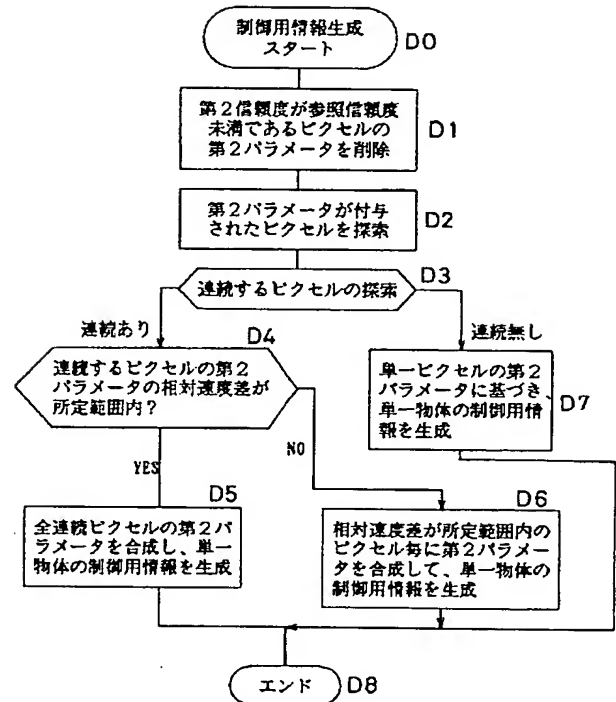 制御用情報生成
スタート
D0
第2信頼度が参照信頼度
未満であるピクセルの
第2パラメータを削除
D1
第2パラメータが付与
されたピクセルを探索
D2
連続するピクセルの探索
D3
連続あり
連続無し
D4
連続するピクセルの第2
パラメータの相対速度差が
所定範囲内?
単一ピクセルの第2
パラメータに基づき、
単一物体の制御用情
報を生成
D7
YES
NO
D5
全連続ピクセルの第2パ
ラメータを合成し、単一
物体の制御用情報を生成
D6
相対速度差が所定範囲内の
ピクセル毎に第2パラメー
タを合成して、単一物体の
制御用情報を生成
エンド
D8